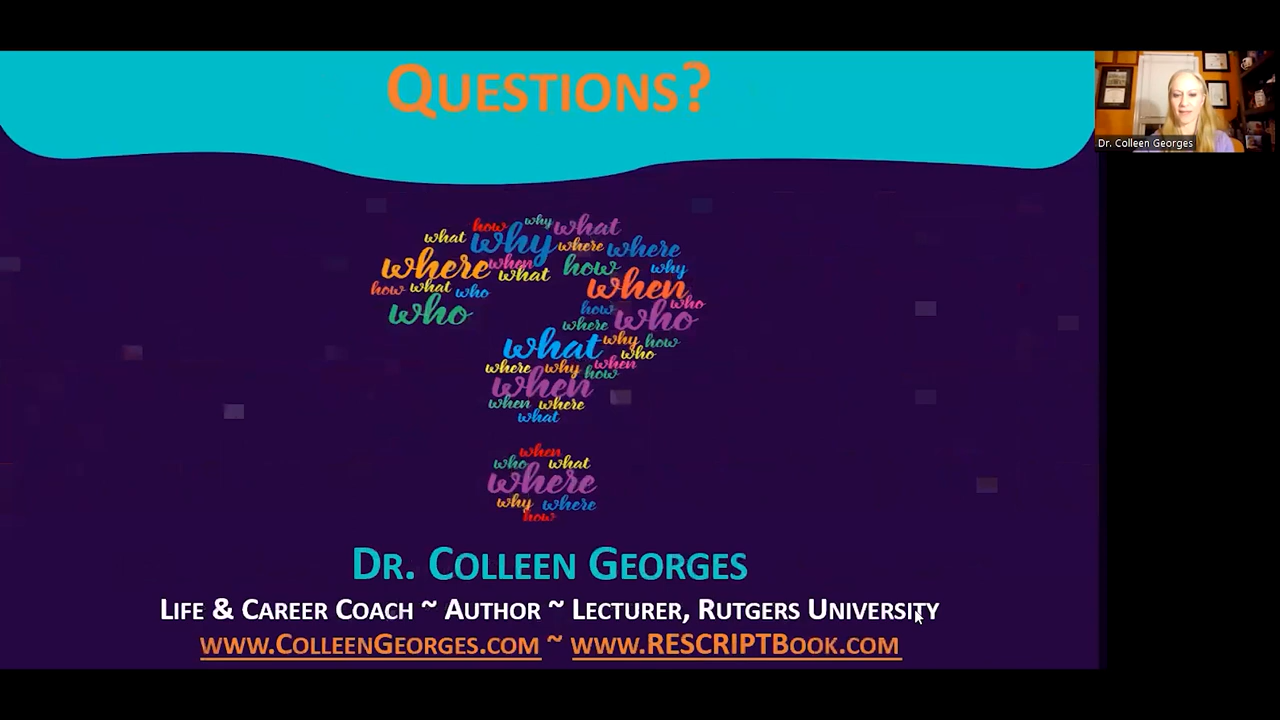 QUESTIONS?
Dr. Colleen Georges
how why what
what why where where
where when what how why
how what who when
who how who
where who
what why how
who
where why when
when how
when where
what
when
who what
where
why where
how
DR. COLLEEN GEORGES
LIFE & CAREER COACH ~ AUTHOR ~ LECTURER, RUTGERS UNIVERSITY
WWW.COLLEENGEORGES.COM ~ WWW.RESCRIPTBOOK.COM